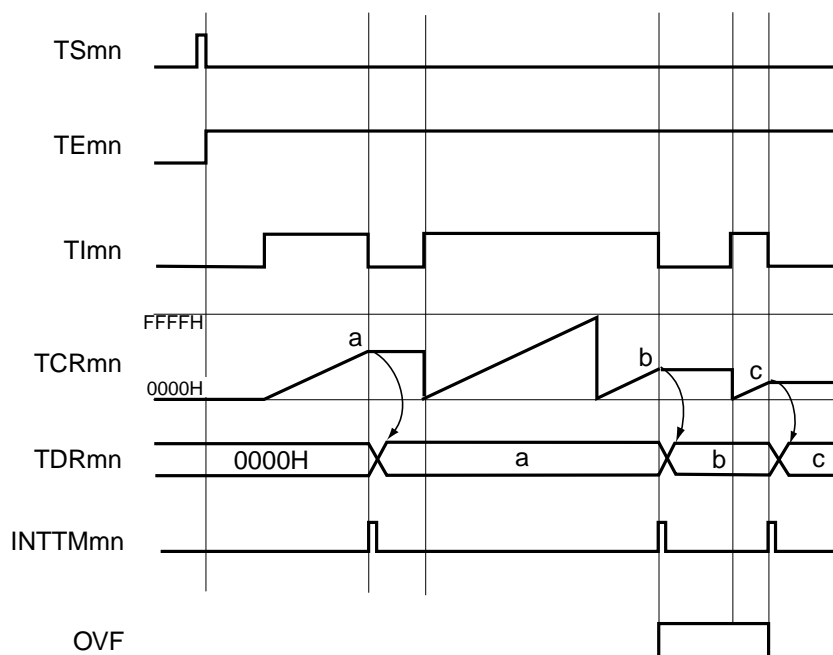 TSmn
TEmn
TImn
FFFFH
a
b
TCRmn
c
0000H
TDRmn
0000H
a
b
c
INTTMmn
OVF